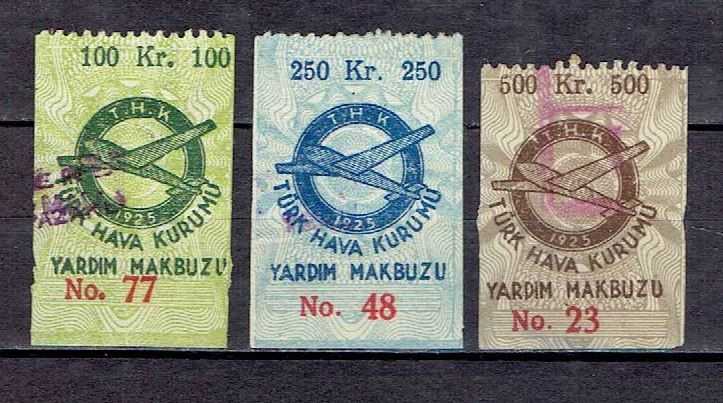 100 Kr. 100
T.H.K
1925
TÜRK HAVA KURUMU
YARDIM MAKBUZU
No. 77
250 Kr. 250
T.H.K
1925
TÜRK HAVA KURUMU
YARDIM MAKBUZU
No. 48
500 Kr. 500
T.H.K
1925
TÜRK HAVA KURUMU
YARDIM MAKBUZU
No. 23